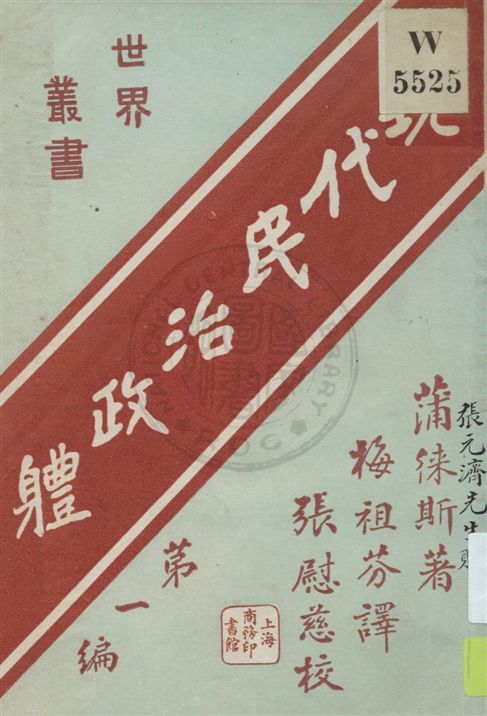 世界
叢書
W
5525
現代民治政體
第一編
蒲徠斯著
梅祖芬譯
張慰慈校
張元濟先生
上海
商務印
書館